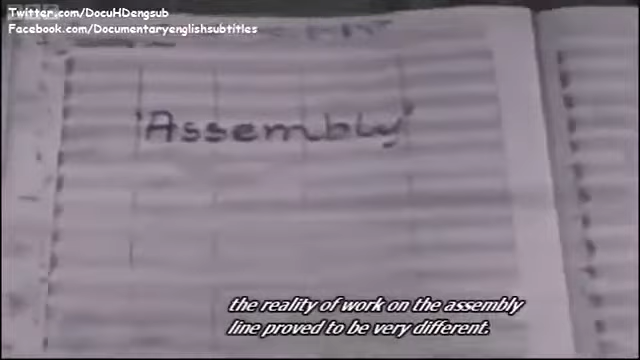 Twitter.com/DocuHDengsub
Facebook.com/Documentaryenglishsubtitles
'Assembly'
the reality of work on the assembly
line proved to be very different.